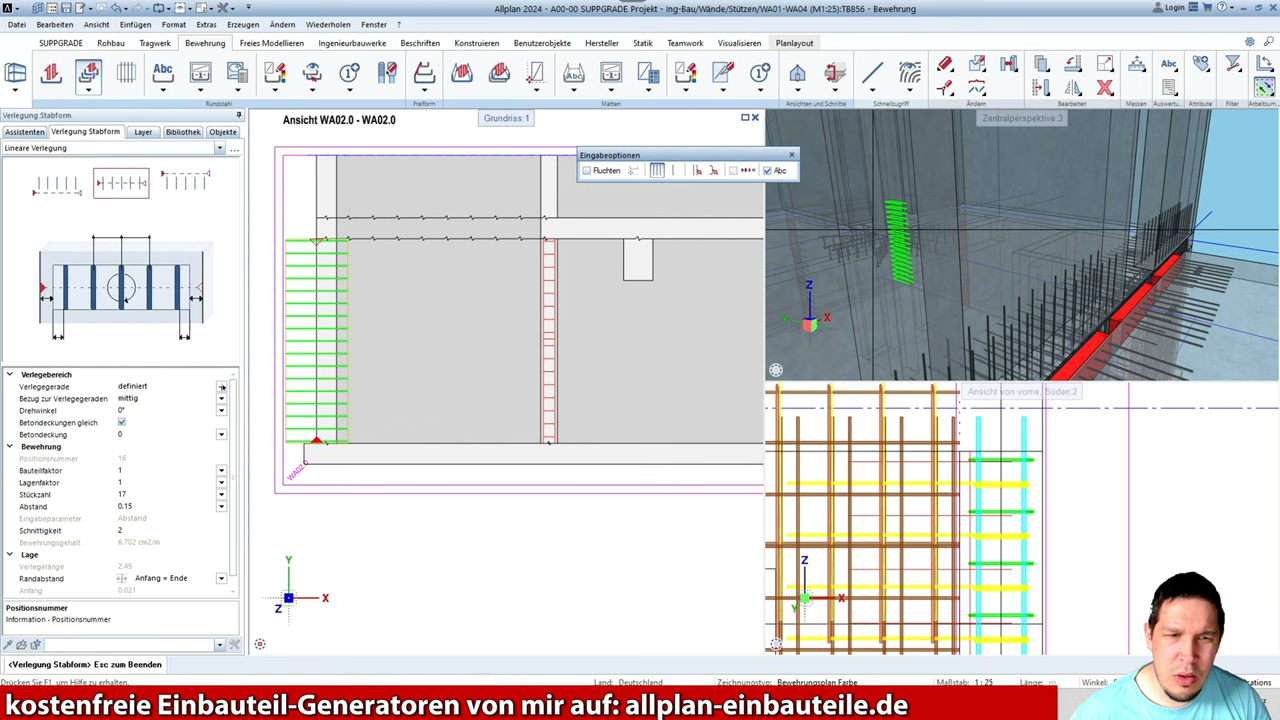 Allplan 2024 - A00-00 SUPPGRADE Projekt - Ing-Bau/Wände/Stützen/WA01-WA04 (M1:25):TB856 - Bewehrung
Login
Datei Bearbeiten Ansicht Einfügen Format Extras Erzeugen Ändern Wiederholen Fenster ?
SUPPGRADE Rohbau Tragwerk Bewehrung Freies Modellieren Ingenieurbauwerke Beschriften Konstruieren Benutzerobjekte Hersteller Statik Teamwork Visualisieren Planlayout
Abc Abc Abc
Rundstahl Freiform Matten Ansichten und Schnitte Schnellzugriff Ändern Bearbeiten Messen Auswertu... Attribute Filter Arbeitsum...
Verlegung Stabform
Assistenten Verlegung Stabform Layer Bibliothek Objekte
Lineare Verlegung
Ansicht WA02.0 - WA02.0
Grundriss:1
Eingabeoptionen
Fluchten Abc
Zentralperspektive:3
Z
Y X
Verlegebereich
Verlegegerade definiert
Bezug zur Verlegegeraden mittig
Drehwinkel 0°
Betondeckungen gleich
Betondeckung 0
Bewehrung
Positionsnummer 16
Bauteilfaktor 1
Lagenfaktor 1
Stückzahl 17
Abstand 0.15
Eingabeparameter Abstand
Schnittigkeit 2
Bewehrungsgehalt 6.702 cm2/m
Lage
Verlegelänge 2.45
Randabstand Anfang = Ende
Anfang 0.021
WA02.0
Y
X
Z
Ansicht von vorne, Süden:2
Z
X
Y
Positionsnummer
Information - Positionsnummer
<Verlegung Stabform> Esc zum Beenden
Drücken Sie F1, um Hilfe zu erhalten.
Land: Deutschland
Zeichnungstyp: Bewehrungsplan Farbe
Maßstab: 1 : 25
Länge:
Winkel:
kostenfreie Einbauteil-Generatoren von mir auf: allplan-einbauteile.de